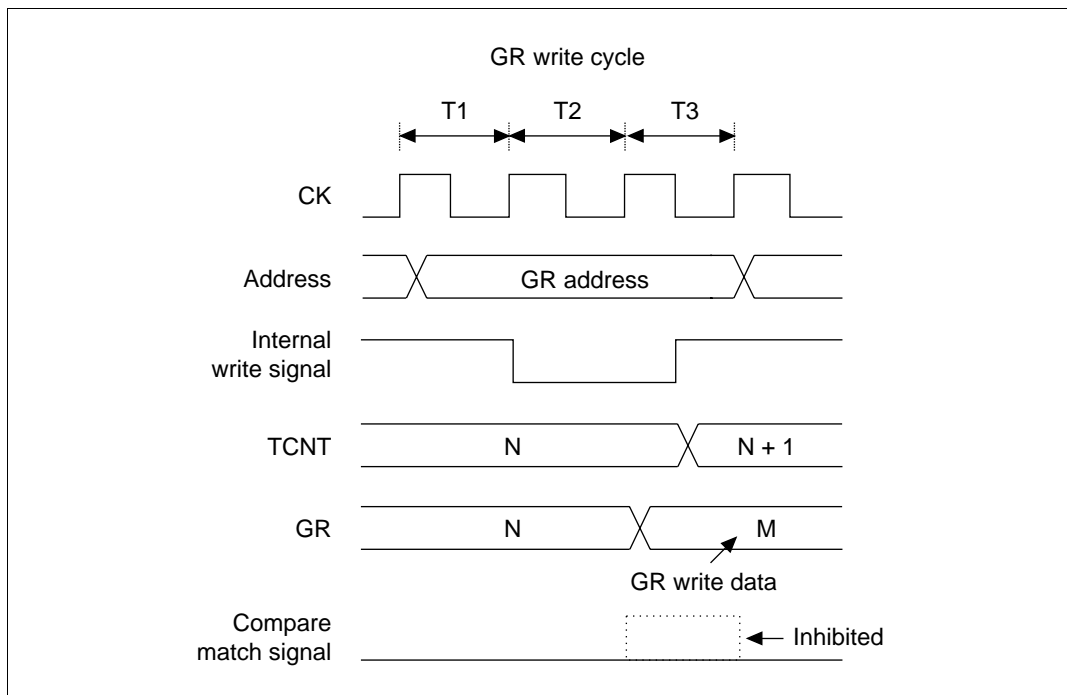 GR write cycle
T1 T2 T3
CK
Address
GR address
Internal
write signal
TCNT
N
N + 1
GR
N
M
GR write data
Compare
match signal
Inhibited